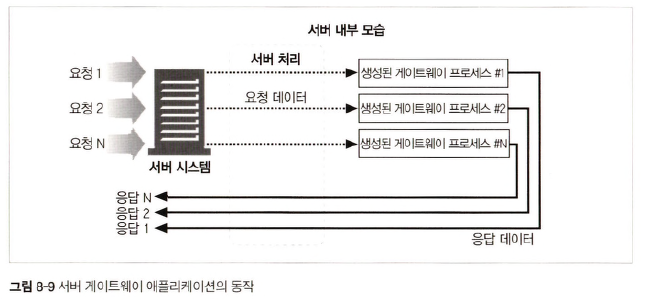 서버 내부 모습
서버 처리
요청 1
생성된 게이트웨이 프로세스 #1
요청 데이터
요청 2
생성된 게이트웨이 프로세스 #2
요청 N
생성된 게이트웨이 프로세스 #N
서버 시스템
응답 N
응답 2
응답 1
응답 데이터
그림 8-9 서버 게이트웨이 애플리케이션의 동작